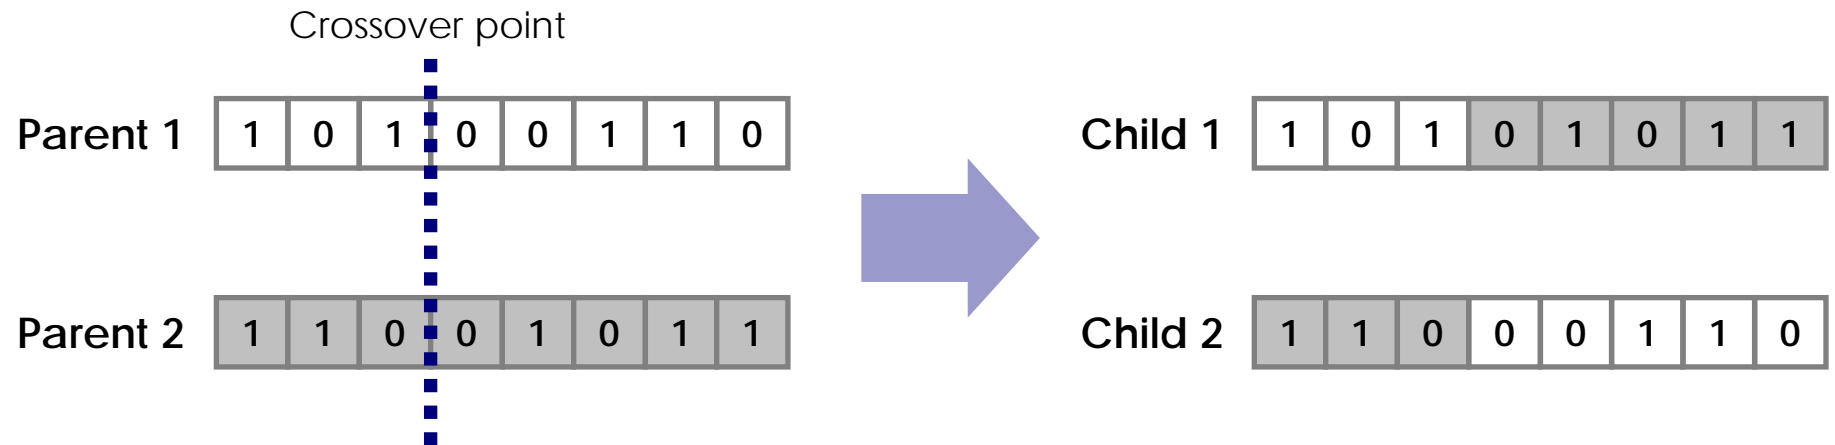 Crossover point
Parent 1 1 0 1 0 0 1 1 0
Child 1 1 0 1 0 1 0 1 1
Parent 2 1 1 0 0 1 0 1 1
Child 2 1 1 0 0 0 1 1 0